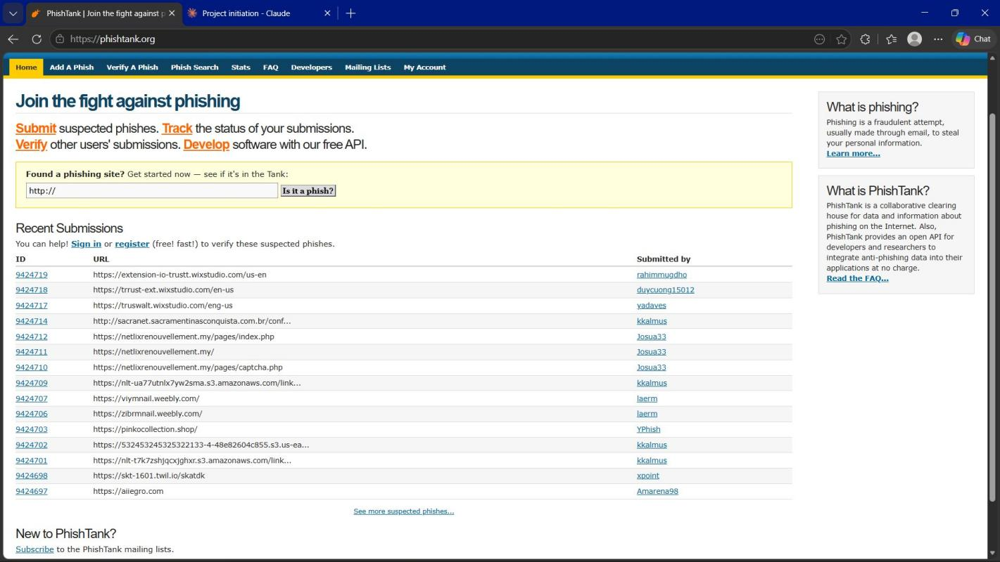 PhishTank | Join the fight against p
Project initiation - Claude
https://phishtank.org
Chat
Home Add A Phish Verify A Phish Phish Search Stats FAQ Developers Mailing Lists My Account
Join the fight against phishing
Submit suspected phishes. Track the status of your submissions.
Verify other users' submissions. Develop software with our free API.
Found a phishing site? Get started now — see if it's in the Tank:
http:// Is it a phish?
Recent Submissions
You can help! Sign in or register (free! fast!) to verify these suspected phishes.
ID URL Submitted by
9424719 https://extension-io-trustt.wixstudio.com/us-en rahimmugdho
9424718 https://trrust-ext.wixstudio.com/en-us duycuong15012
9424717 https://truswalt.wixstudio.com/eng-us yadaves
9424714 http://sacranet.sacramentinasconquista.com.br/conf... kkalmus
9424712 https://netlixrenouvellement.my/pages/index.php Josua33
9424711 https://netlixrenouvellement.my/ Josua33
9424710 https://netlixrenouvellement.my/pages/captcha.php Josua33
9424709 https://nlt-ua77utnlx7yw2sma.s3.amazonaws.com/link... kkalmus
9424707 https://viymnail.weebly.com/ laerm
9424706 https://zibrmnail.weebly.com/ laerm
9424703 https://pinkocollection.shop/ YPhish
9424702 https://532453245325322133-4-48e82604c855.s3.us-ea... kkalmus
9424701 https://nlt-t7k7zshjqcxjghxr.s3.amazonaws.com/link... kkalmus
9424698 https://skt-1601.twil.io/skatdk xpoint
9424697 https://aiiegro.com Amarena98
See more suspected phishes...
New to PhishTank?
Subscribe to the PhishTank mailing lists.
What is phishing?
Phishing is a fraudulent attempt,
usually made through email, to steal
your personal information.
Learn more...
What is PhishTank?
PhishTank is a collaborative clearing
house for data and information about
phishing on the Internet. Also,
PhishTank provides an open API for
developers and researchers to
integrate anti-phishing data into their
applications at no charge.
Read the FAQ...